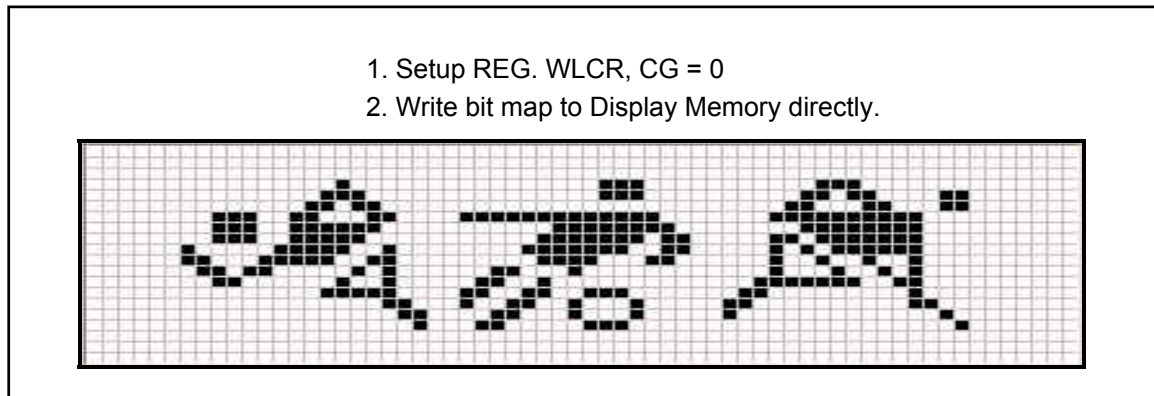 1. Setup REG. WLCR, CG = 0
2. Write bit map to Display Memory directly.